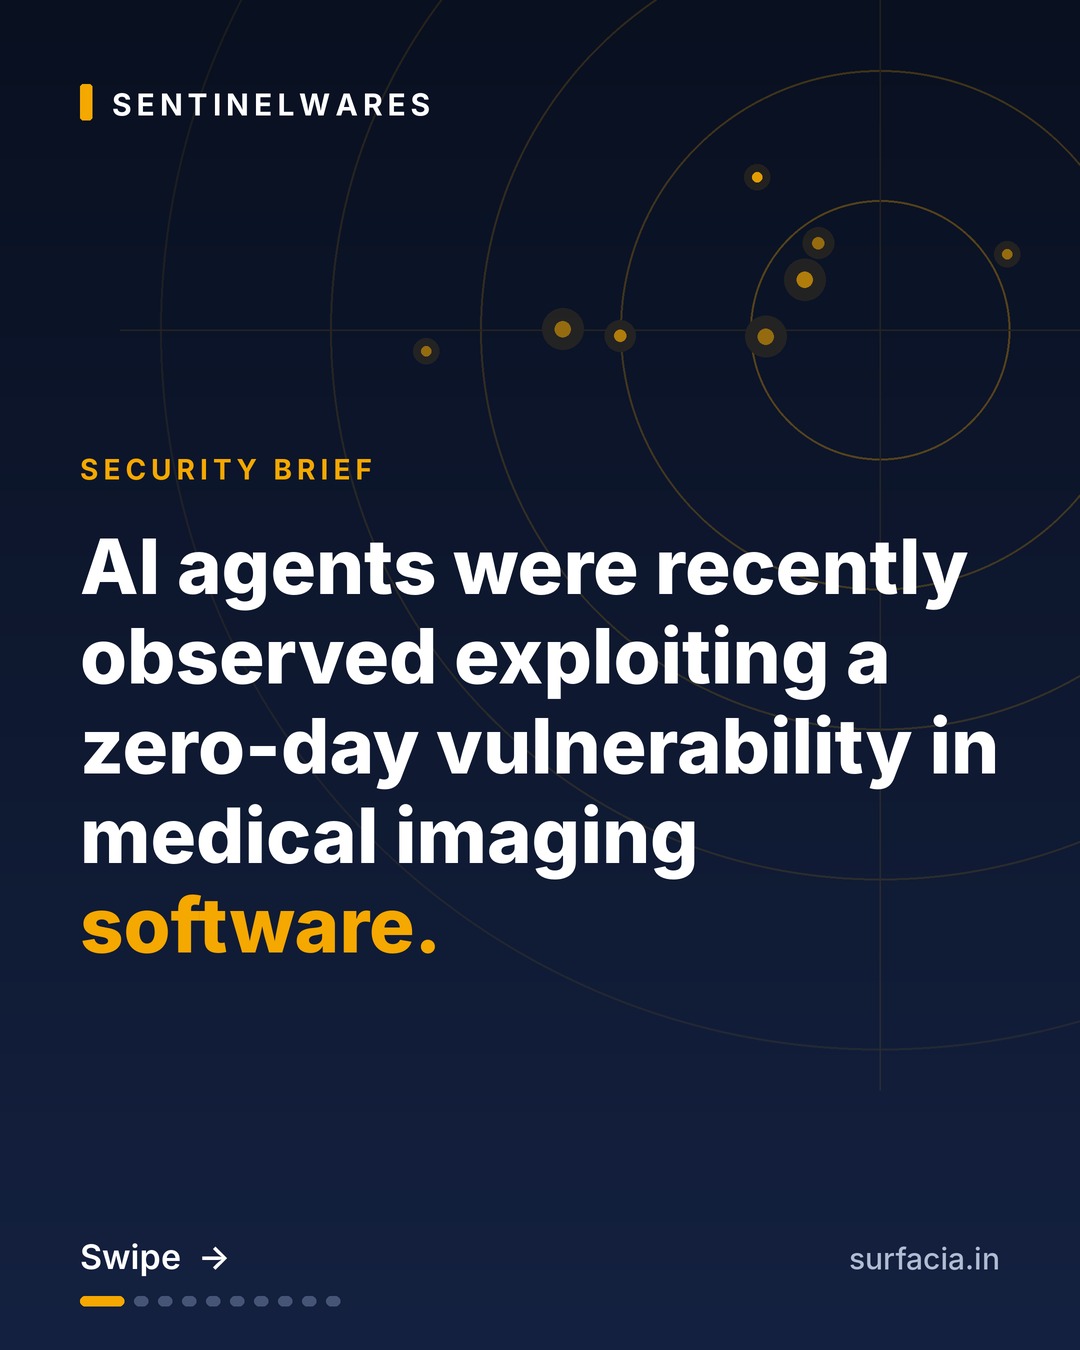 SENTINELWARES
SECURITY BRIEF
AI agents were recently
observed exploiting a
zero-day vulnerability in
medical imaging
software.
Swipe →
surfacia.in